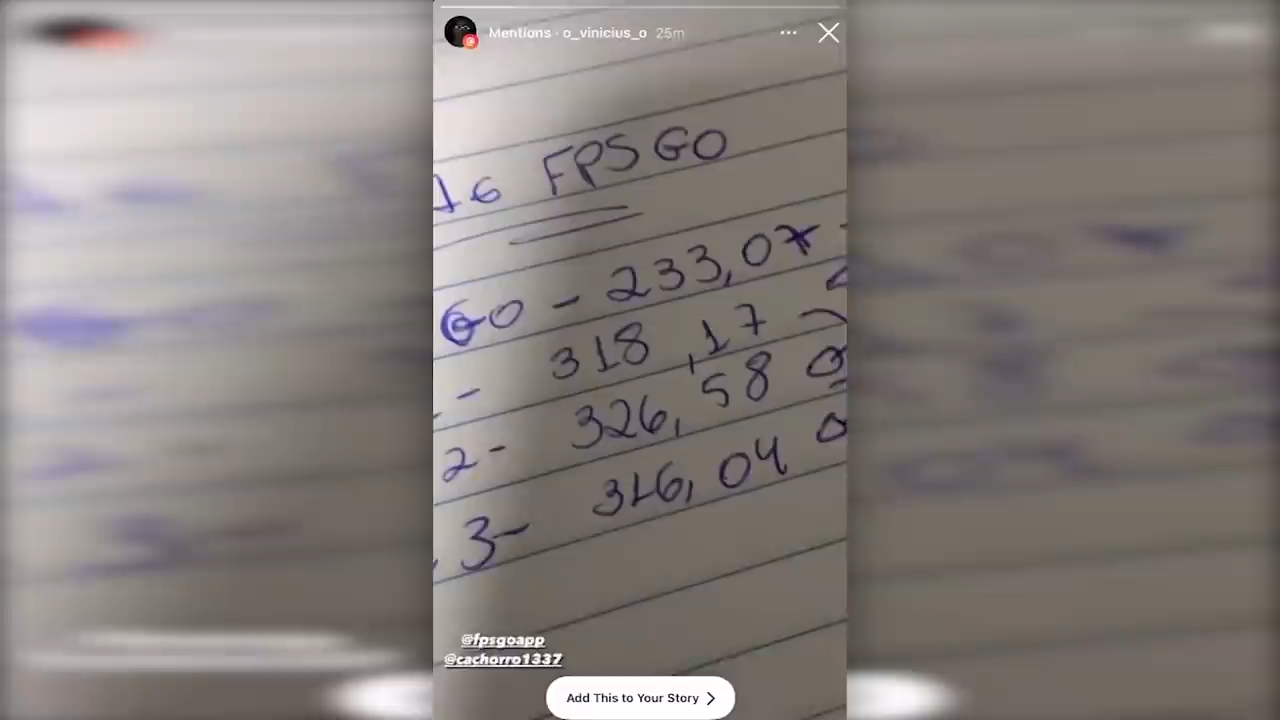 Mentions · o_vinicius_o 25m
16 FPS GO
GO - 233,07
- 318,17
2- 326,58
3- 316,04
@fpsgoapp
@cachorro1337
Add This to Your Story